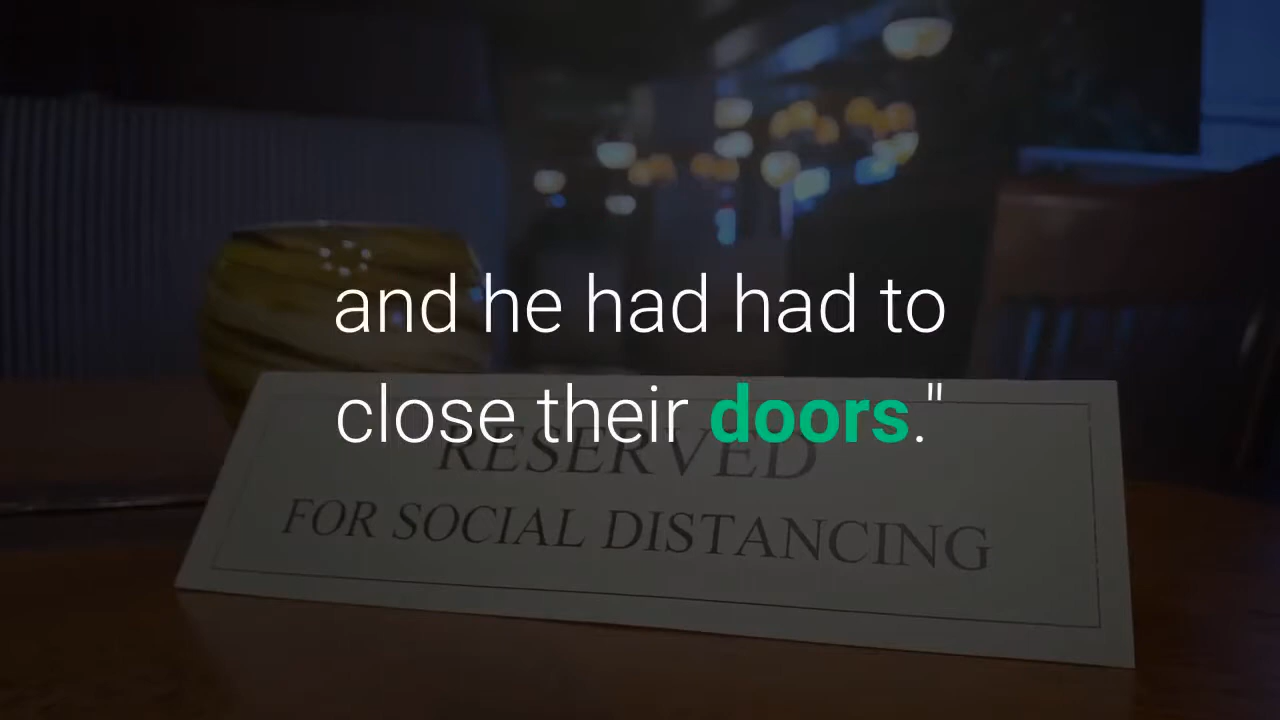 and he had had to
close their doors."
RESERVED
FOR SOCIAL DISTANCING